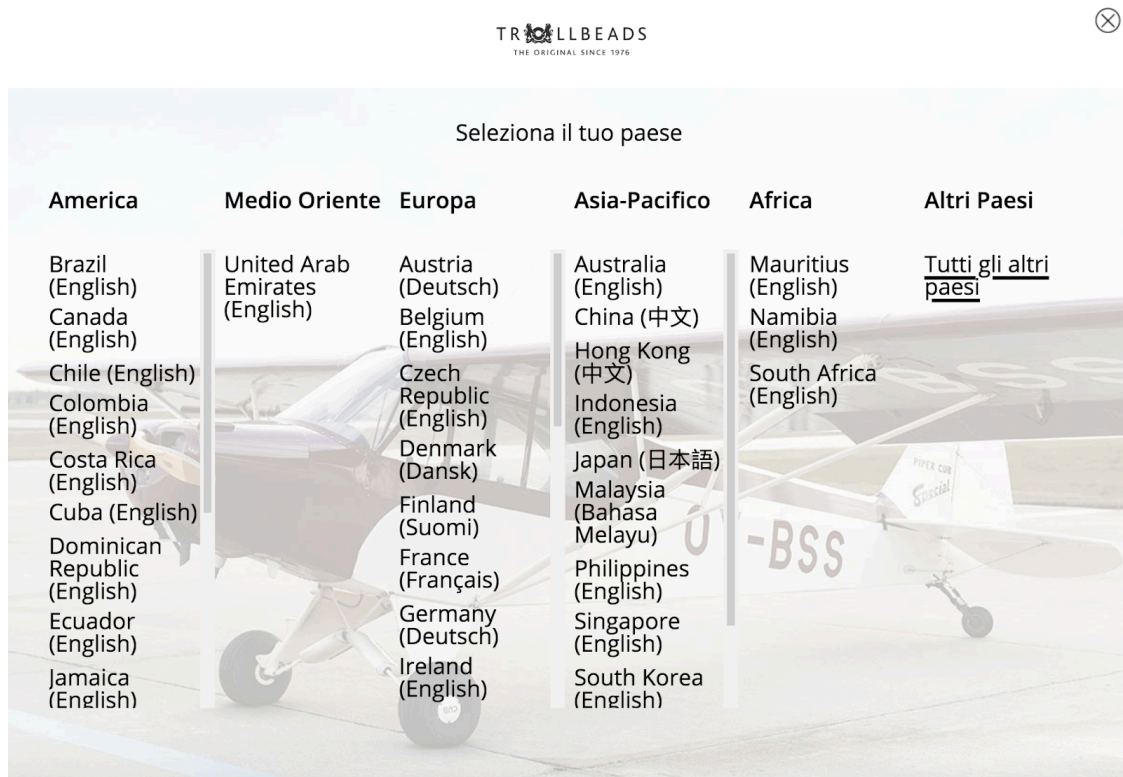 TROLLBEADS
THE ORIGINAL SINCE 1976
Seleziona il tuo paese
America
Brazil
(English)
Canada
(English)
Chile (English)
Colombia
(English)
Costa Rica
(English)
Cuba (English)
Dominican
Republic
(English)
Ecuador
(English)
Jamaica
(English)
Medio Oriente
United Arab
Emirates
(English)
Europa
Austria
(Deutsch)
Belgium
(English)
Czech
Republic
(English)
Denmark
(Dansk)
Finland
(Suomi)
France
(Français)
Germany
(Deutsch)
Ireland
(English)
Asia-Pacifico
Australia
(English)
China (中文)
Hong Kong
(中文)
Indonesia
(English)
Japan (日本語)
Malaysia
(Bahasa
Melayu)
Philippines
(English)
Singapore
(English)
South Korea
(English)
Africa
Mauritius
(English)
Namibia
(English)
South Africa
(English)
Altri Paesi
Tutti gli altri
paesi
PIPER CUB
Special
OY-BSS